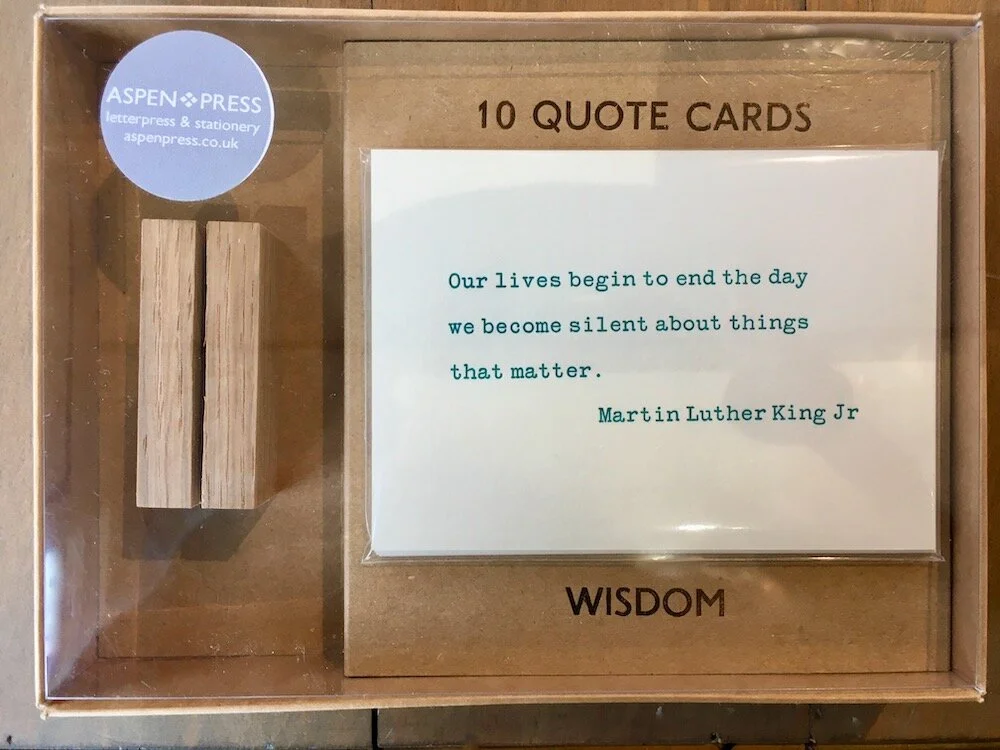 ASPEN❖PRESS
letterpress & stationery
aspenpress.co.uk
10 QUOTE CARDS
Our lives begin to end the day
we become silent about things
that matter.
Martin Luther King Jr
WISDOM